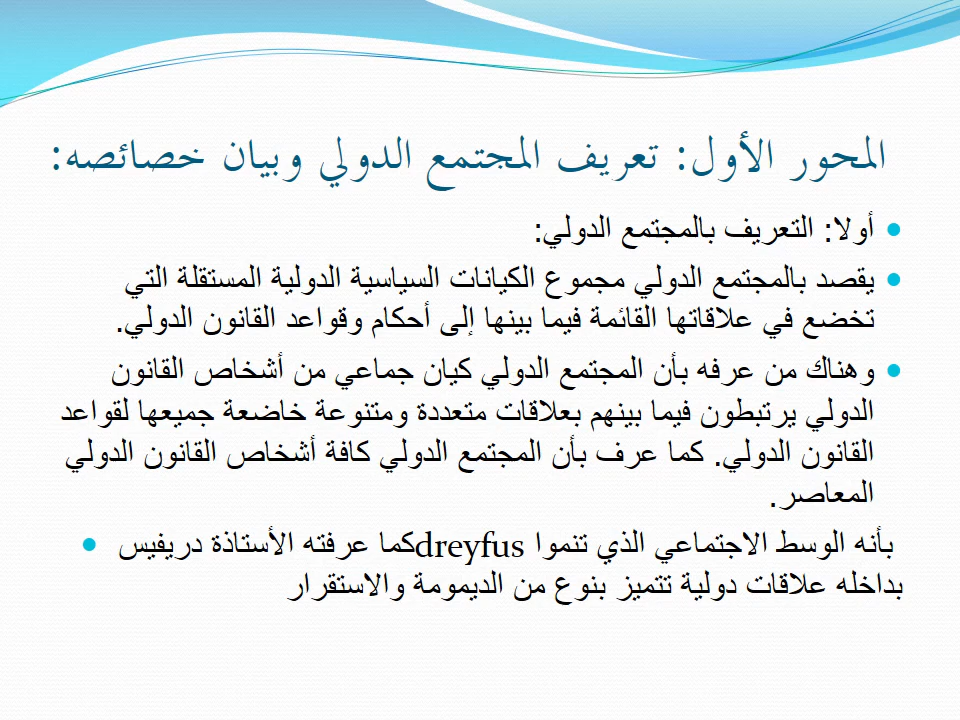 المحور الأول: تعريف المجتمع الدولي وبيان خصائصه:
أولا: التعريف بالمجتمع الدولي:
يقصد بالمجتمع الدولي مجموع الكيانات السياسية الدولية المستقلة التي
تخضع في علاقاتها القائمة فيما بينها إلى أحكام وقواعد القانون الدولي.
وهناك من عرفه بأن المجتمع الدولي كيان جماعي من أشخاص القانون
الدولي يرتبطون فيما بينهم بعلاقات متعددة ومتنوعة خاضعة جميعها لقواعد
القانون الدولي. كما عرف بأن المجتمع الدولي كافة أشخاص القانون الدولي
المعاصر.
بأنه الوسط الاجتماعي الذي تنموا dreyfusكما عرفته الأستاذة دريفيس
بداخله علاقات دولية تتميز بنوع من الديمومة والاستقرار